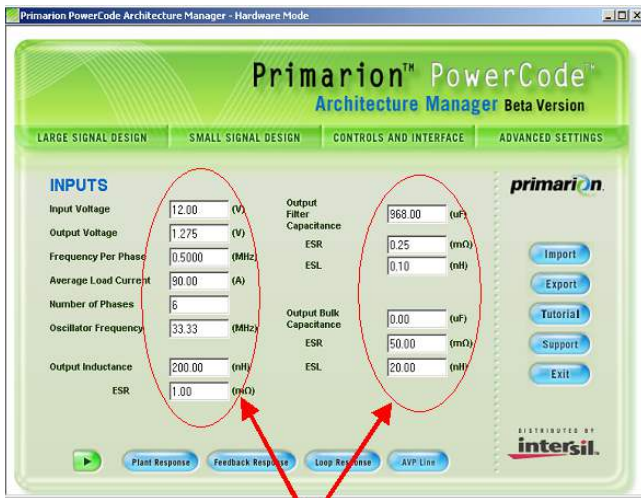 Primarion PowerCode Architecture Manager - Hardware Mode
Primarion™ PowerCode™
Architecture Manager Beta Version
LARGE SIGNAL DESIGN SMALL SIGNAL DESIGN CONTROLS AND INTERFACE ADVANCED SETTINGS
INPUTS
Input Voltage 12.00 (V)
Output Voltage 1.275 (V)
Frequency Per Phase 0.5000 (MHz)
Average Load Current 90.00 (A)
Number of Phases 6
Oscillator Frequency 33.33 (MHz)
Output Inductance 200.00 (nH)
ESR 1.00 (mΩ)
Output
Filter
Capacitance 968.00 (uF)
ESR 0.25 (mΩ)
ESL 0.10 (nH)
Output Bulk
Capacitance 0.00 (uF)
ESR 50.00 (mΩ)
ESL 20.00 (nH)
primarion
Import
Export
Tutorial
Support
Exit
DISTRIBUTED BY
intersil
Plant Response Feedback Response Loop Response AVP Line